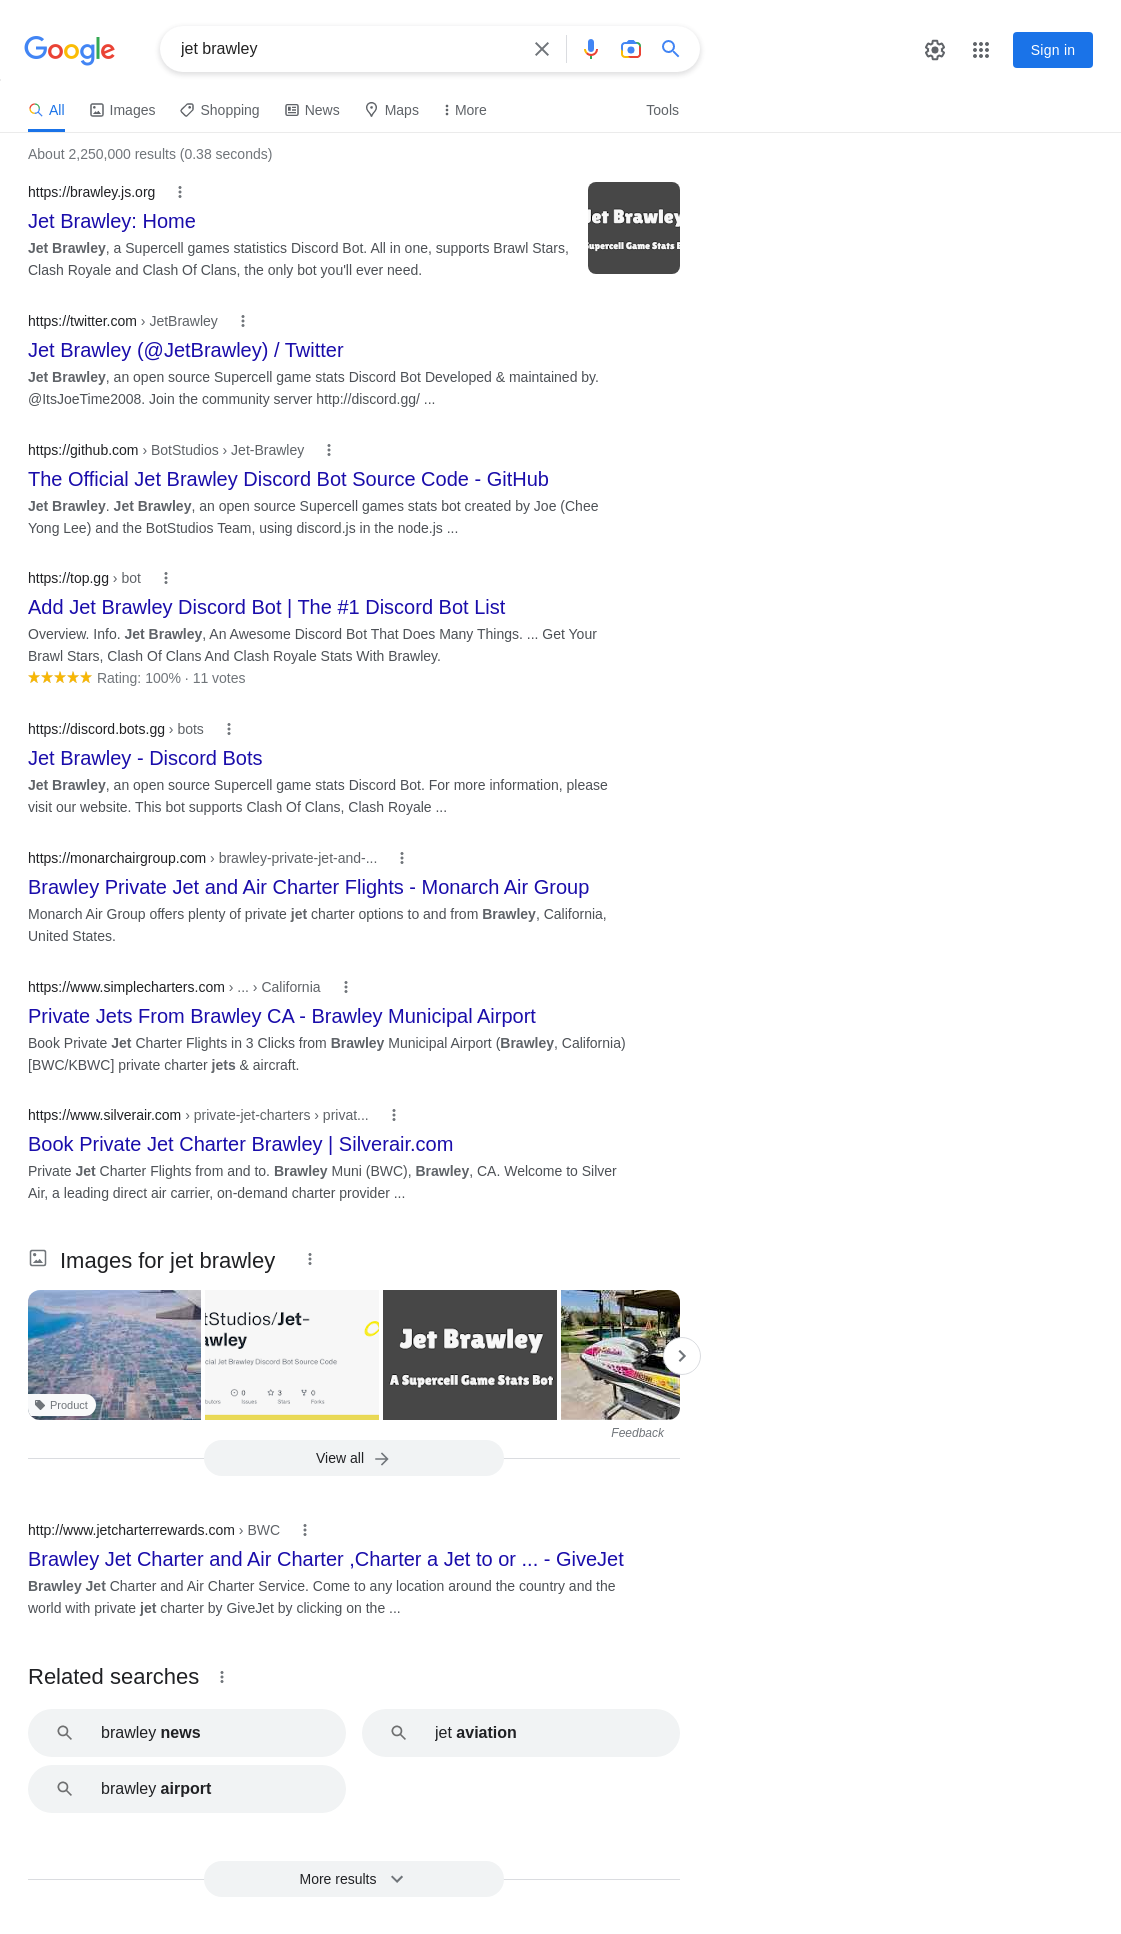 Google
jet brawley
Sign in
All
Images
Shopping
News
Maps
More
Tools
About 2,250,000 results (0.38 seconds)
https://brawley.js.org
Jet Brawley: Home
Jet Brawley, a Supercell games statistics Discord Bot. All in one, supports Brawl Stars,
Clash Royale and Clash Of Clans, the only bot you'll ever need.
Jet Brawley
Supercell Game Stats B
https://twitter.com › JetBrawley
Jet Brawley (@JetBrawley) / Twitter
Jet Brawley, an open source Supercell game stats Discord Bot Developed & maintained by.
@ItsJoeTime2008. Join the community server http://discord.gg/ ...
https://github.com › BotStudios › Jet-Brawley
The Official Jet Brawley Discord Bot Source Code - GitHub
Jet Brawley. Jet Brawley, an open source Supercell games stats bot created by Joe (Chee
Yong Lee) and the BotStudios Team, using discord.js in the node.js ...
https://top.gg › bot
Add Jet Brawley Discord Bot | The #1 Discord Bot List
Overview. Info. Jet Brawley, An Awesome Discord Bot That Does Many Things. ... Get Your
Brawl Stars, Clash Of Clans And Clash Royale Stats With Brawley.
Rating: 100% · 11 votes
https://discord.bots.gg › bots
Jet Brawley - Discord Bots
Jet Brawley, an open source Supercell game stats Discord Bot. For more information, please
visit our website. This bot supports Clash Of Clans, Clash Royale ...
https://monarchairgroup.com › brawley-private-jet-and-...
Brawley Private Jet and Air Charter Flights - Monarch Air Group
Monarch Air Group offers plenty of private jet charter options to and from Brawley, California,
United States.
https://www.simplecharters.com › ... › California
Private Jets From Brawley CA - Brawley Municipal Airport
Book Private Jet Charter Flights in 3 Clicks from Brawley Municipal Airport (Brawley, California)
[BWC/KBWC] private charter jets & aircraft.
https://www.silverair.com › private-jet-charters › privat...
Book Private Jet Charter Brawley | Silverair.com
Private Jet Charter Flights from and to. Brawley Muni (BWC), Brawley, CA. Welcome to Silver
Air, a leading direct air carrier, on-demand charter provider ...
Images for jet brawley
Product
tStudios/Jet-
awley
cial Jet Brawley Discord Bot Source Code
0
3
0
butors
Issues
Stars
Forks
Jet Brawley
A Supercell Game Stats Bot
Feedback
View all
http://www.jetcharterrewards.com › BWC
Brawley Jet Charter and Air Charter ,Charter a Jet to or ... - GiveJet
Brawley Jet Charter and Air Charter Service. Come to any location around the country and the
world with private jet charter by GiveJet by clicking on the ...
Related searches
brawley news
jet aviation
brawley airport
More results